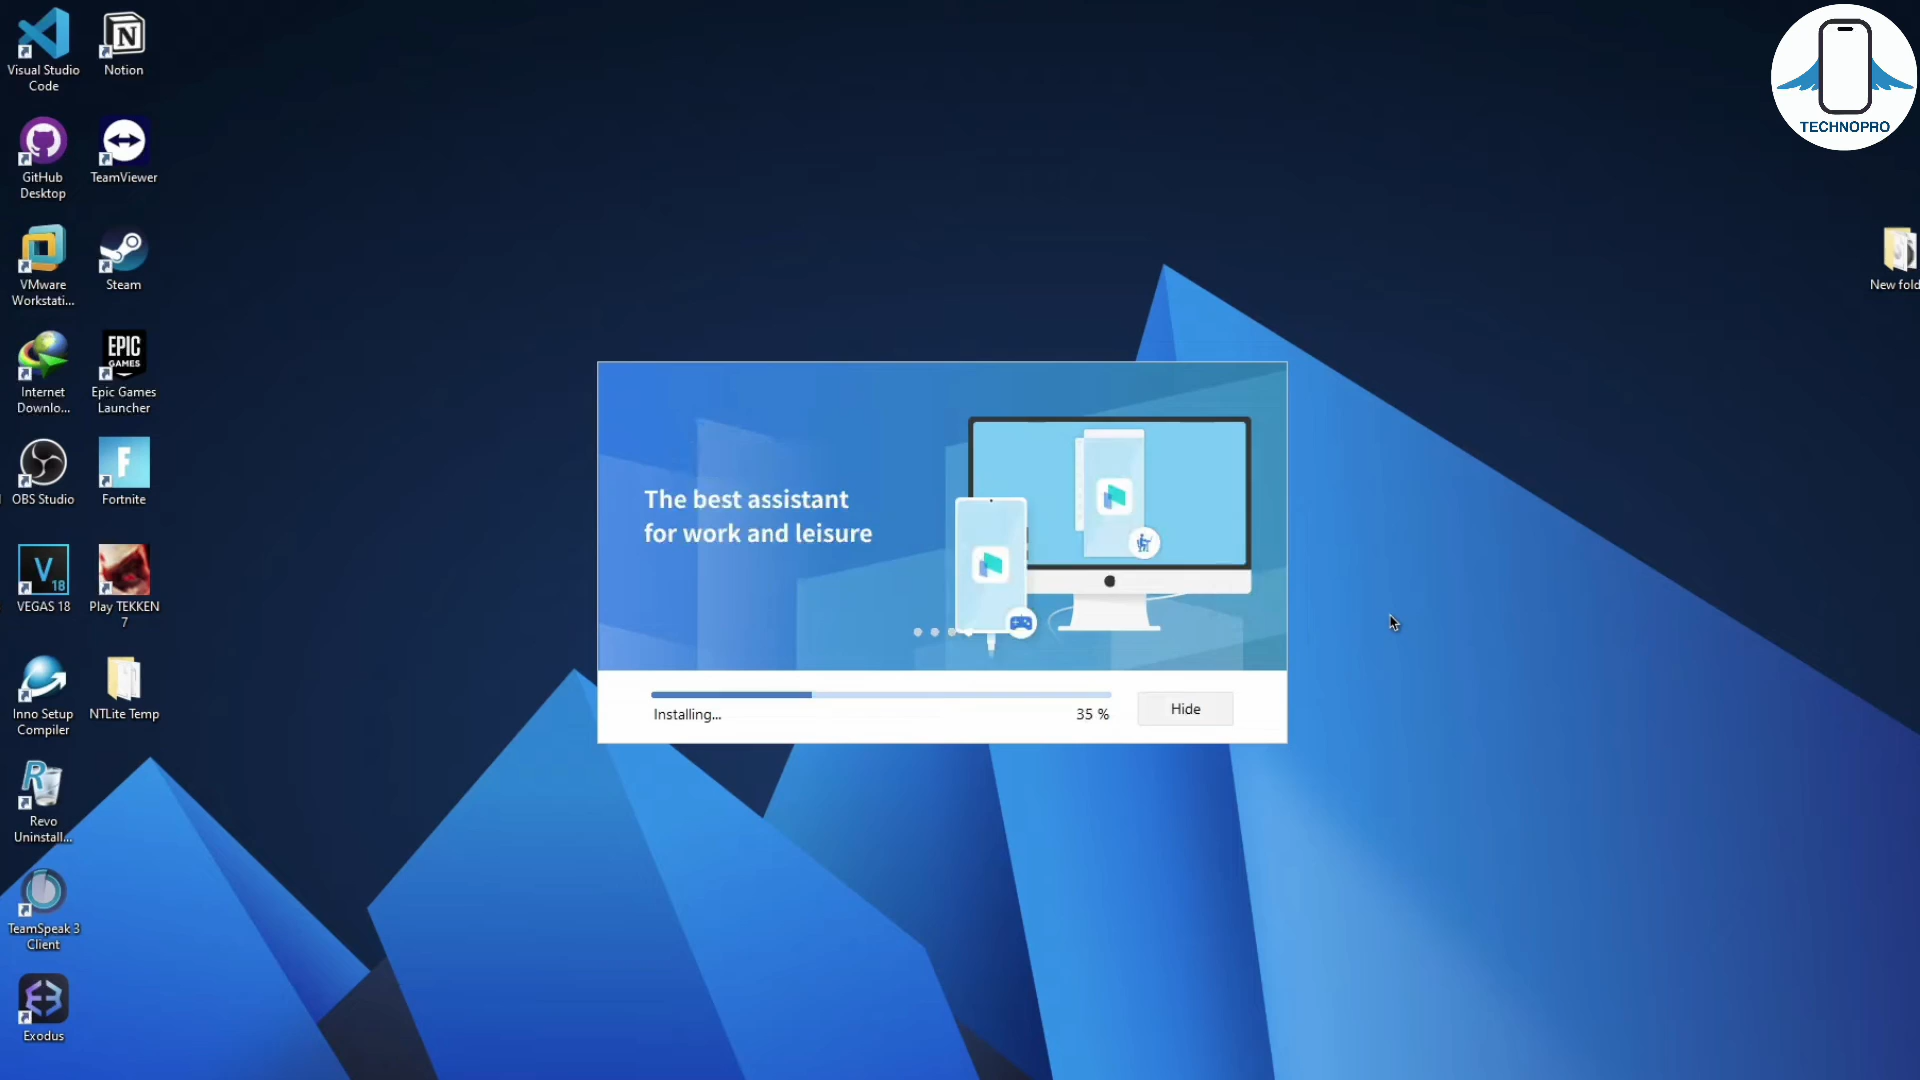 Visual Studio
Code
Notion
GitHub
Desktop
TeamViewer
VMware
Workstati...
Steam
Internet
Downlo...
EPIC
GAMES
Epic Games
Launcher
OBS Studio
F
Fortnite
V
18
VEGAS 18
Play TEKKEN
7
Inno Setup
Compiler
NTLite Temp
R
Revo
Uninstall...
TeamSpeak 3
Client
Exodus
The best assistant
for work and leisure
Installing...
35 %
Hide
TECHNOPRO
New fold